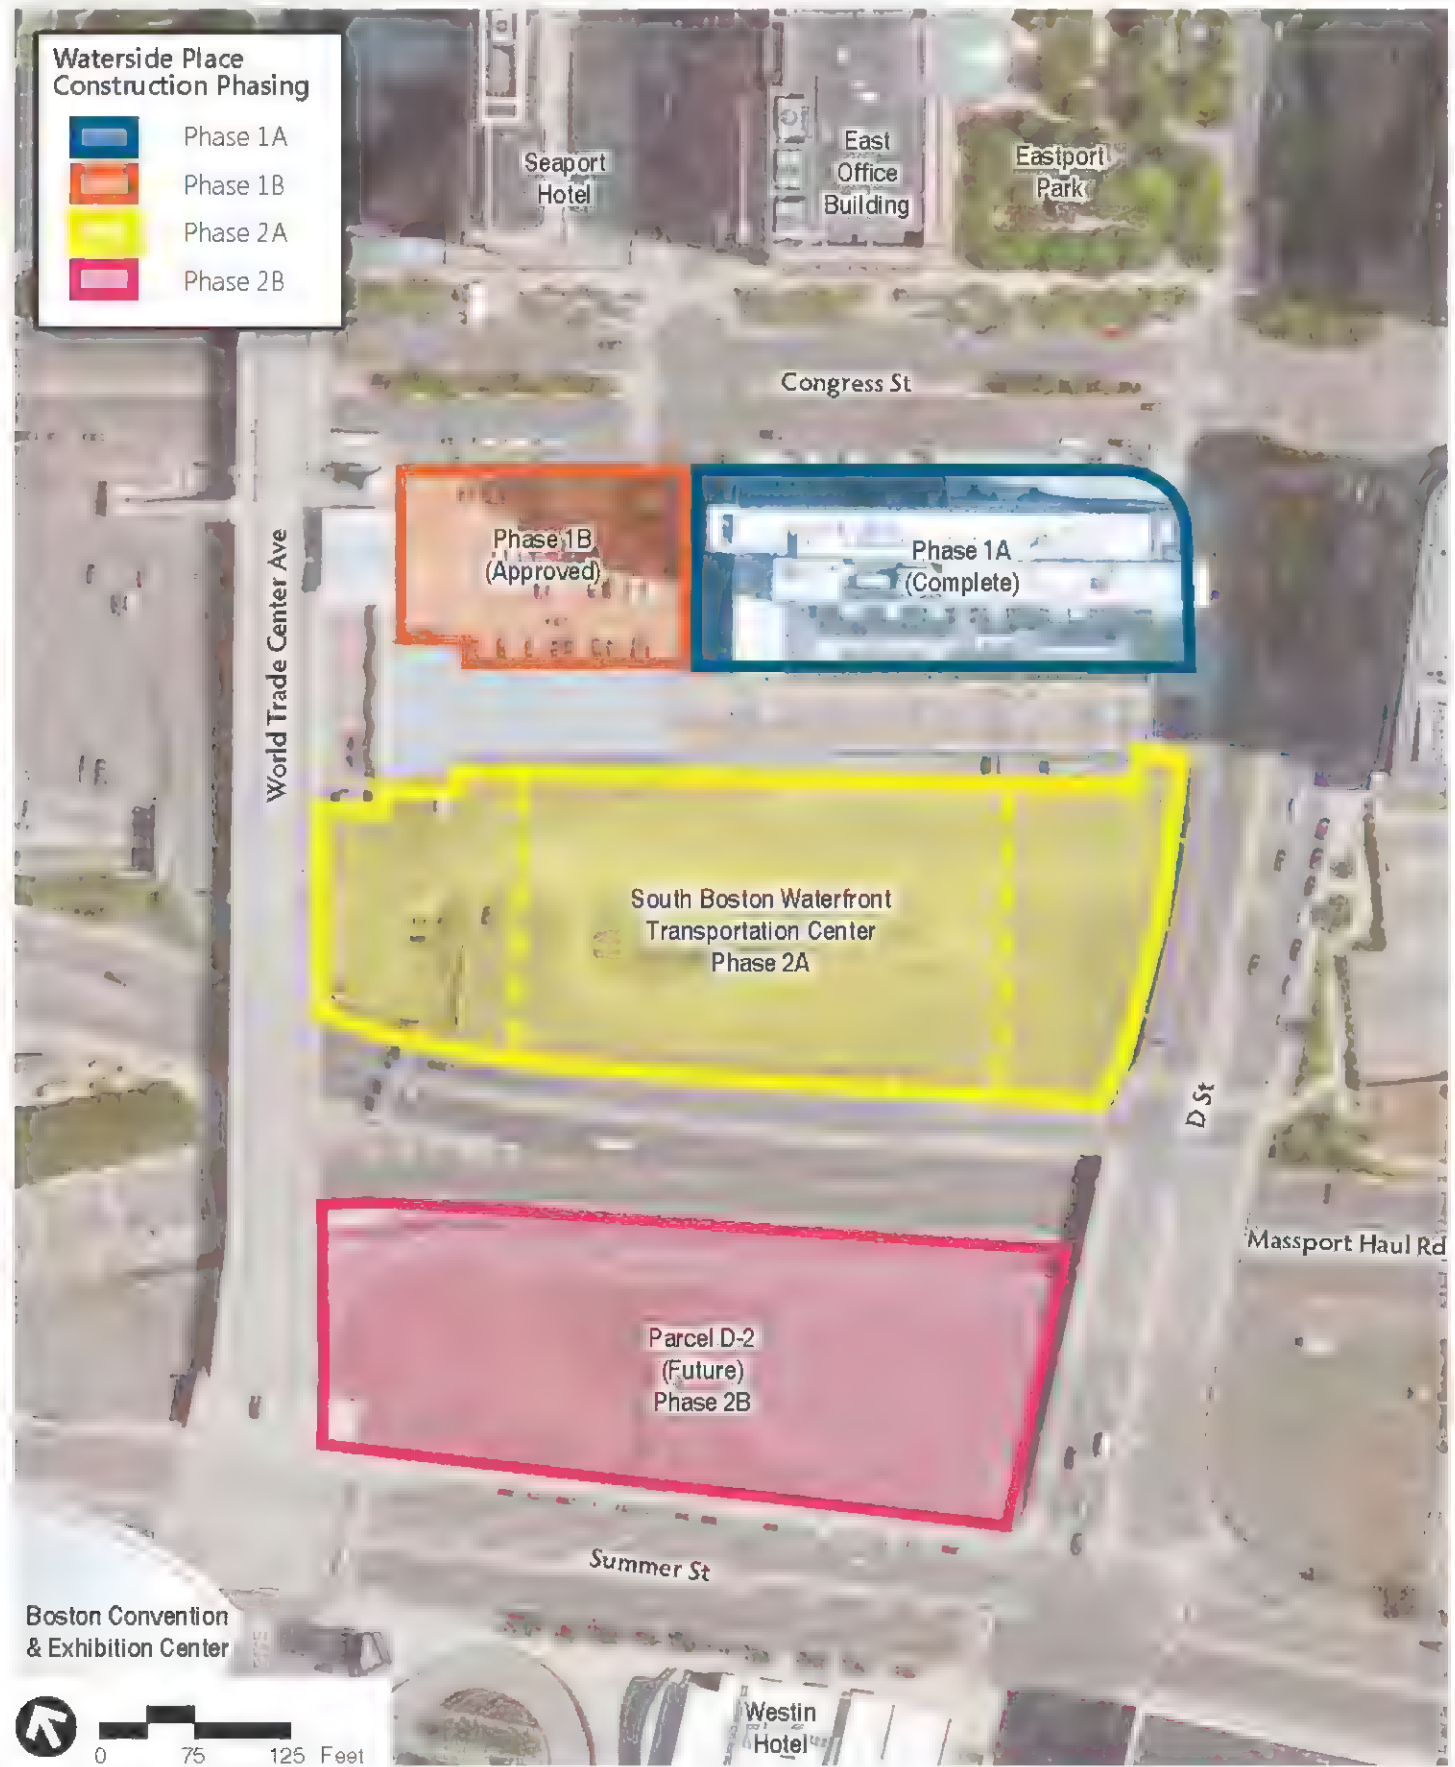 Waterside Place
Construction Phasing
Phase 1A
Phase 1B
Phase 2A
Phase 2B
Seaport
Hotel
East
Office
Building
Eastport
Park
Congress St
World Trade Center Ave
Phase 1B
(Approved)
Phase 1A
(Complete)
South Boston Waterfront
Transportation Center
Phase 2A
D St
Massport Haul Rd
Parcel D-2
(Future)
Phase 2B
Summer St
Boston Convention
& Exhibition Center
Westin
Hotel
0 75 125 Feet